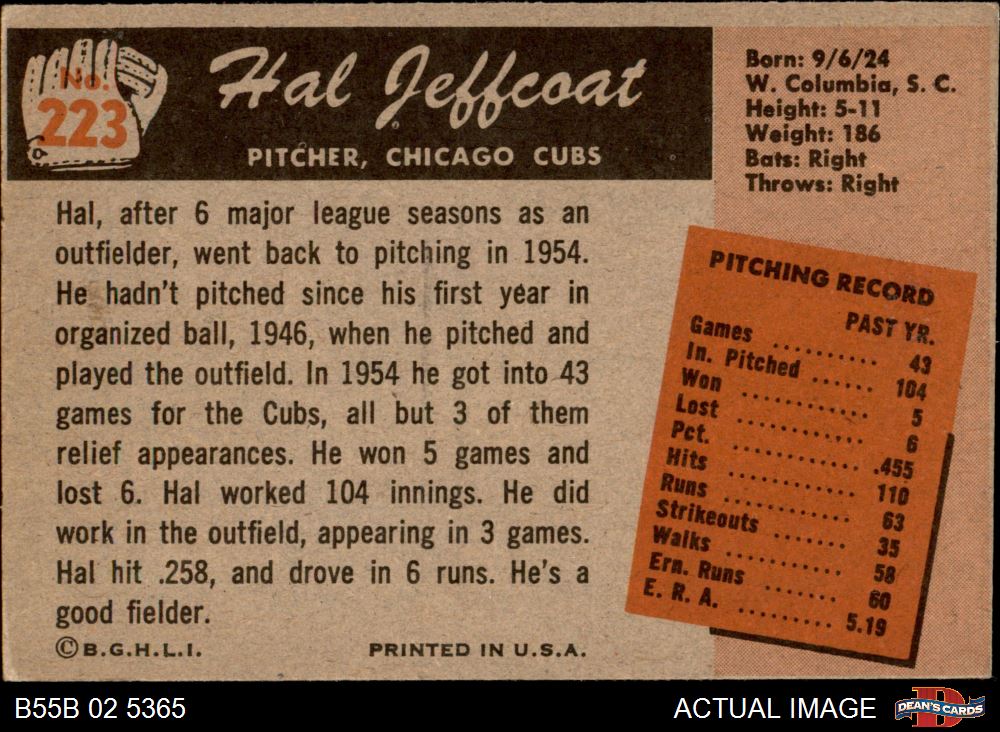 No.
223
Hal Jeffcoat
PITCHER, CHICAGO CUBS
Born: 9/6/24
W. Columbia, S. C.
Height: 5-11
Weight: 186
Bats: Right
Throws: Right
Hal, after 6 major league seasons as an
outfielder, went back to pitching in 1954.
He hadn't pitched since his first year in
organized ball, 1946, when he pitched and
played the outfield. In 1954 he got into 43
games for the Cubs, all but 3 of them
relief appearances. He won 5 games and
lost 6. Hal worked 104 innings. He did
work in the outfield, appearing in 3 games.
Hal hit .258, and drove in 6 runs. He's a
good fielder.
©B.G.H.L.I. PRINTED IN U.S.A.
PITCHING RECORD
PAST YR.
Games .......... 43
In. Pitched ...... 104
Won ............ 5
Lost ............ 6
Pct. ............ .455
Hits ............ 110
Runs ............ 63
Strikeouts ....... 35
Walks .......... 58
Ern. Runs ....... 60
E. R. A. ......... 5.19
B55B 02 5365
ACTUAL IMAGE
D
DEAN'S CARDS